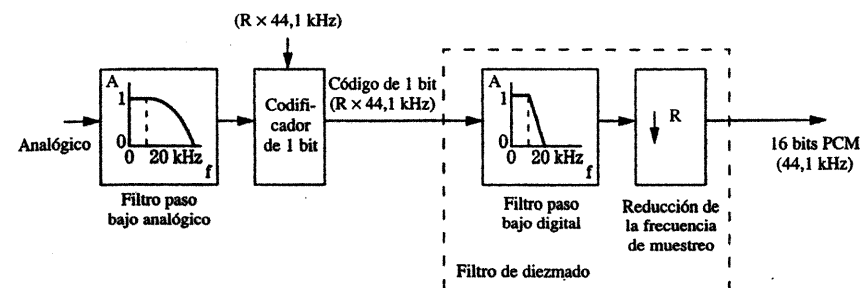 (R × 44,1 kHz)
A
1
0
0 20 kHz
f
Analógico
Filtro paso
bajo analógico
Codifi-
cador
de 1 bit
Código de 1 bit
(R × 44,1 kHz)
A
1
0
0 20 kHz
f
Filtro paso
bajo digital
R
Reducción de
la frecuencia
de muestreo
16 bits PCM
(44,1 kHz)
Filtro de diezmado